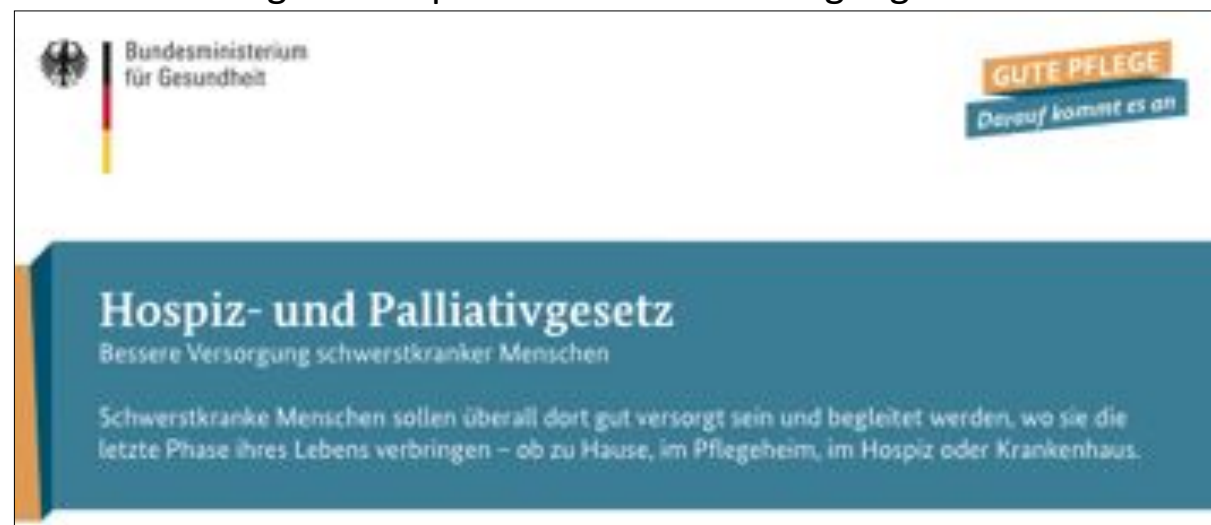 Bundesministerium
für Gesundheit
GUTE PFLEGE
Darauf kommt es an
Hospiz- und Palliativgesetz
Bessere Versorgung schwerstkranker Menschen
Schwerstkranke Menschen sollen überall dort gut versorgt sein und begleitet werden, wo sie die
letzte Phase ihres Lebens verbringen – ob zu Hause, im Pflegeheim, im Hospiz oder Krankenhaus.